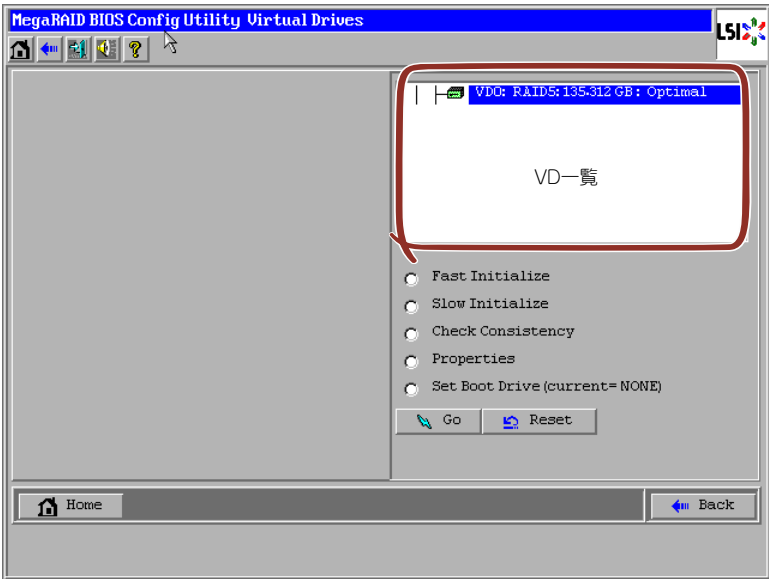 MegaRAID BIOS Config Utility Virtual Drives
LSI
VD0: RAID5: 135.312 GB: Optimal
VD一覧
Fast Initialize
Slow Initialize
Check Consistency
Properties
Set Boot Drive (current= NONE)
Go Reset
Home Back